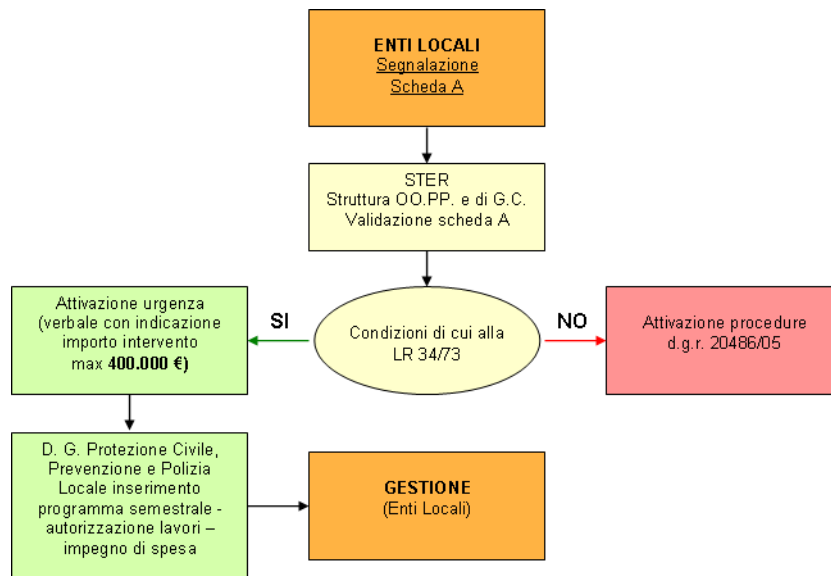 ENTI LOCALI
Segnalazione
Scheda A
STER
Struttura OO.PP. e di G.C.
Validazione scheda A
Attivazione urgenza
(verbale con indicazione
importo intervento
max 400.000 €)
SI
Condizioni di cui alla
LR 34/73
NO
Attivazione procedure
d.g.r. 20486/05
D. G. Protezione Civile,
Prevenzione e Polizia
Locale inserimento
programma semestrale -
autorizzazione lavori –
impegno di spesa
GESTIONE
(Enti Locali)